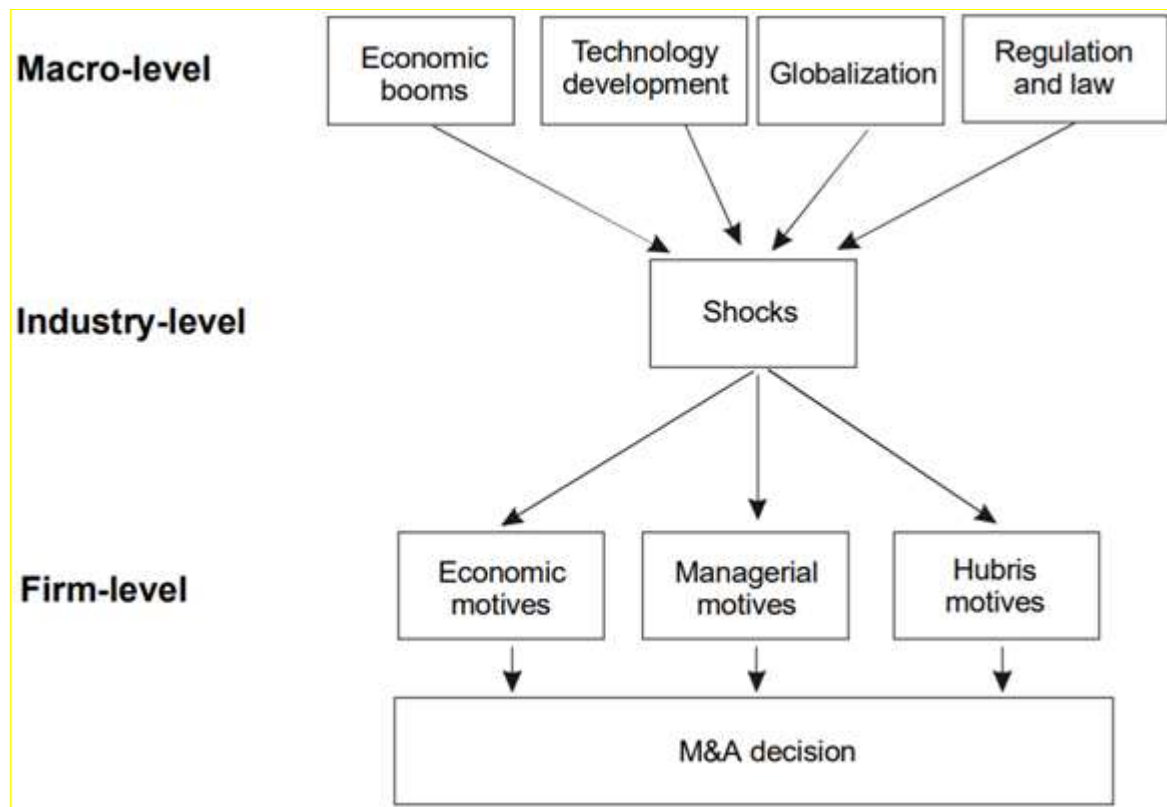 Macro-level
Economic
booms
Technology
development
Globalization
Regulation
and law
Industry-level
Shocks
Firm-level
Economic
motives
Managerial
motives
Hubris
motives
M&A decision